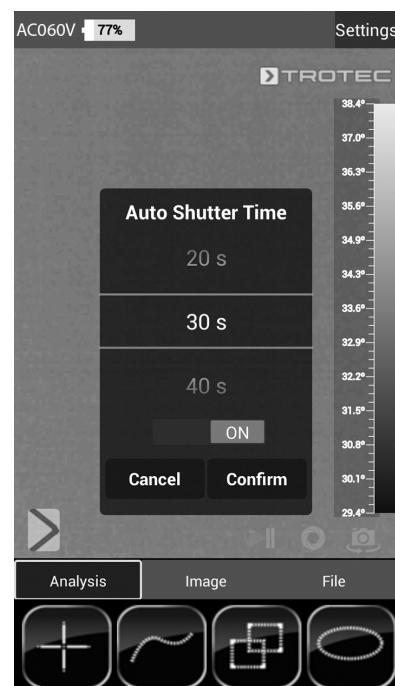 AC060V 77% Settings
TROTEC
38.4°
37.0°
36.3°
35.6°
34.9°
34.3°
33.6°
32.9°
32.2°
31.5°
30.8°
30.1°
29.4°
Auto Shutter Time
20 s
30 s
40 s
ON
Cancel Confirm
Analysis Image File